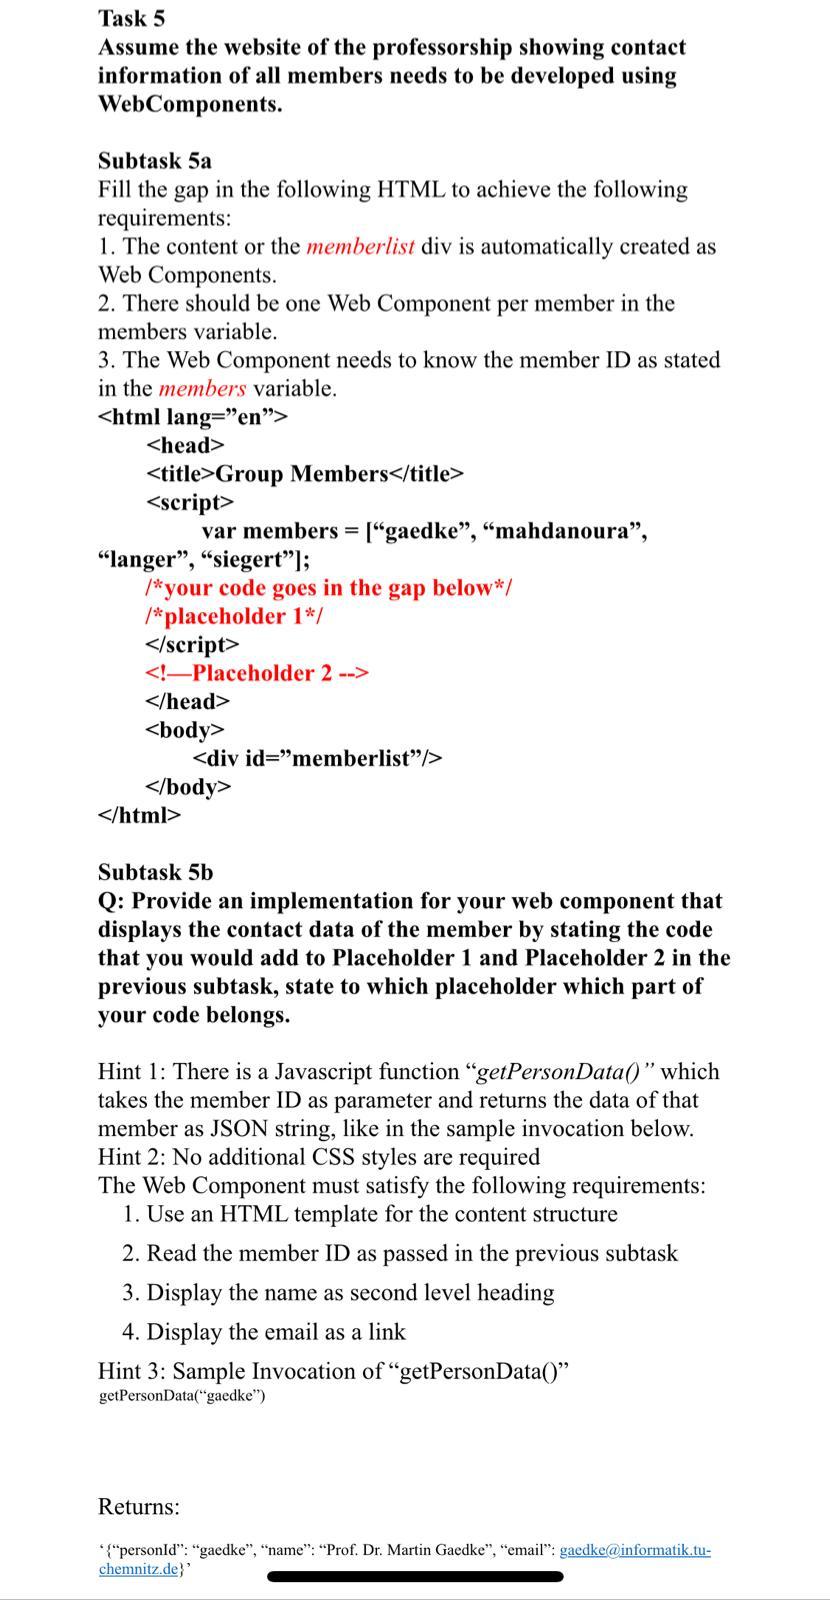 Task 5
Assume the website of the professorship showing contact
information of all members needs to be developed using
WebComponents.
Subtask 5a
Fill the gap in the following HTML to achieve the following
requirements:
1. The content or the memberlist div is automatically created as
Web Components.
2. There should be one Web Component per member in the
members variable.
3. The Web Component needs to know the member ID as stated
in the members variable.
<html lang=”en”>
<head>
<title>Group Members</title>
<script>
var members = [“gaedke”, “mahdanoura”,
“langer”, “siegert”];
/*your code goes in the gap below*/
/*placeholder 1*/
</script>
<!—Placeholder 2 -->
</head>
<body>
<div id=”memberlist”/>
</body>
</html>
Subtask 5b
Q: Provide an implementation for your web component that
displays the contact data of the member by stating the code
that you would add to Placeholder 1 and Placeholder 2 in the
previous subtask, state to which placeholder which part of
your code belongs.
Hint 1: There is a Javascript function “getPersonData()” which
takes the member ID as parameter and returns the data of that
member as JSON string, like in the sample invocation below.
Hint 2: No additional CSS styles are required
The Web Component must satisfy the following requirements:
1. Use an HTML template for the content structure
2. Read the member ID as passed in the previous subtask
3. Display the name as second level heading
4. Display the email as a link
Hint 3: Sample Invocation of “getPersonData()”
getPersonData(“gaedke”)
Returns:
‘{“personId”: “gaedke”, “name”: “Prof. Dr. Martin Gaedke”, “email”: gaedke@informatik.tu-
chemnitz.de}’